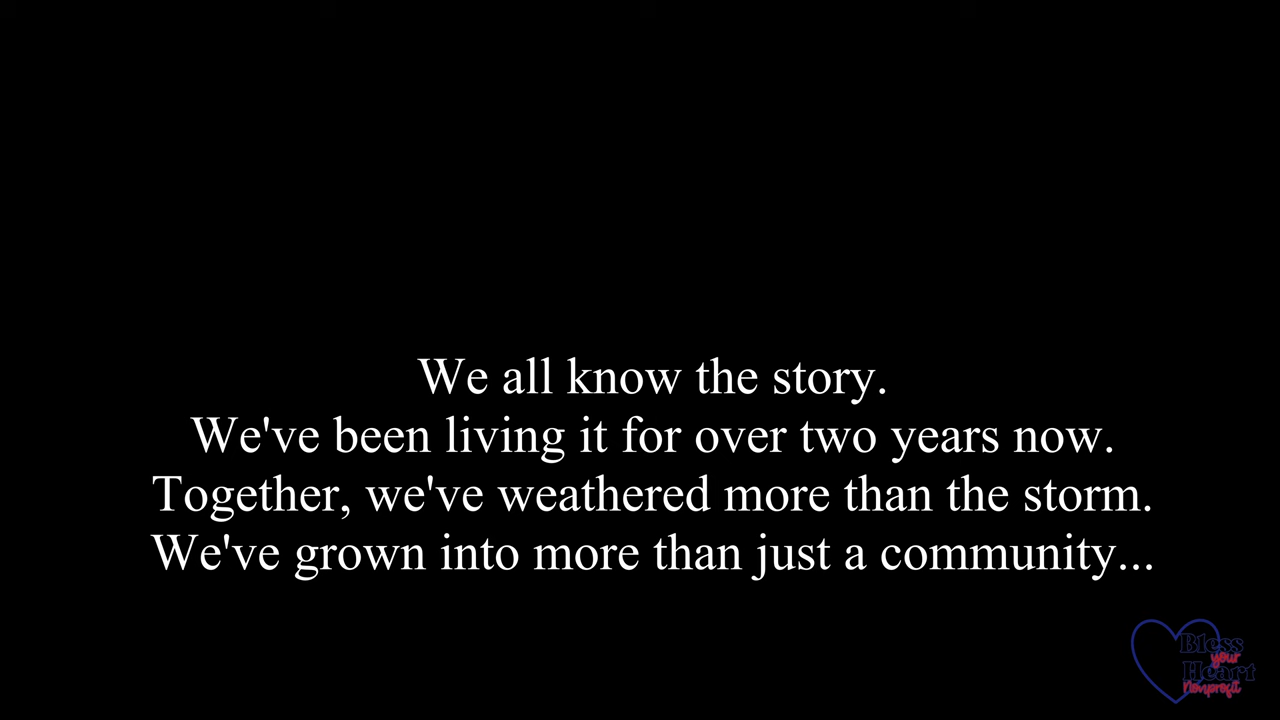 We all know the story.
We've been living it for over two years now.
Together, we've weathered more than the storm.
We've grown into more than just a community...
Bless
your
Heart
Nonprofit